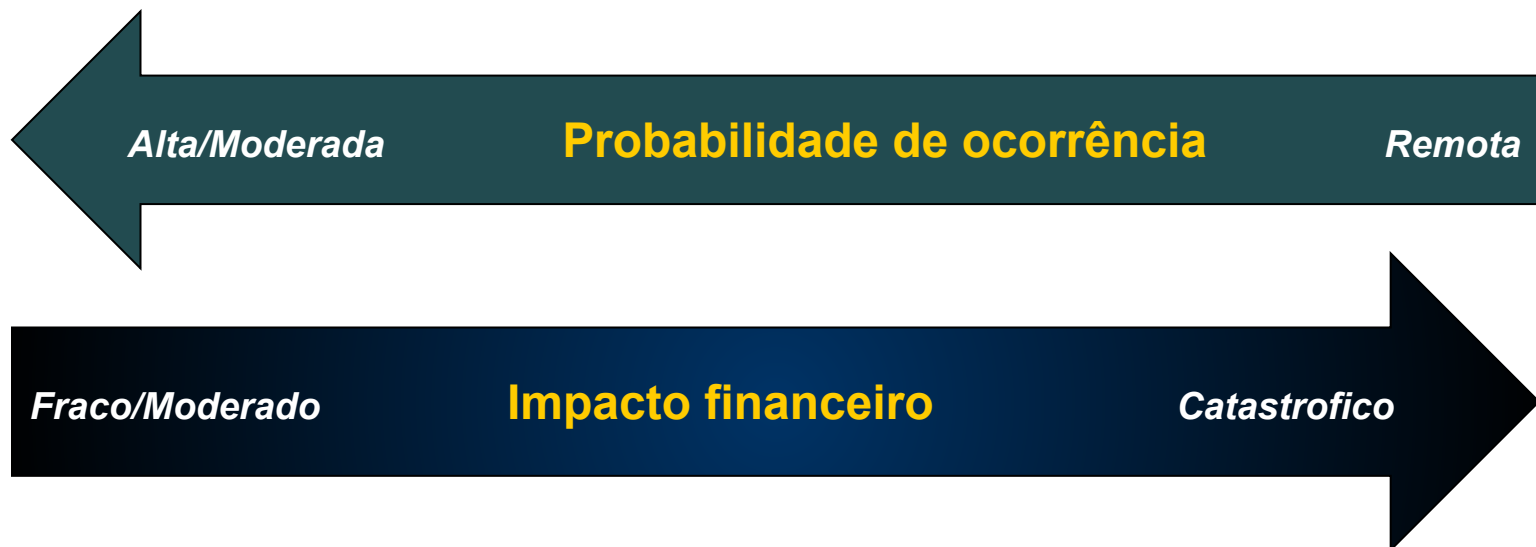 Alta/Moderada Probabilidade de ocorrência Remota
Fraco/Moderado Impacto financeiro Catastrofico